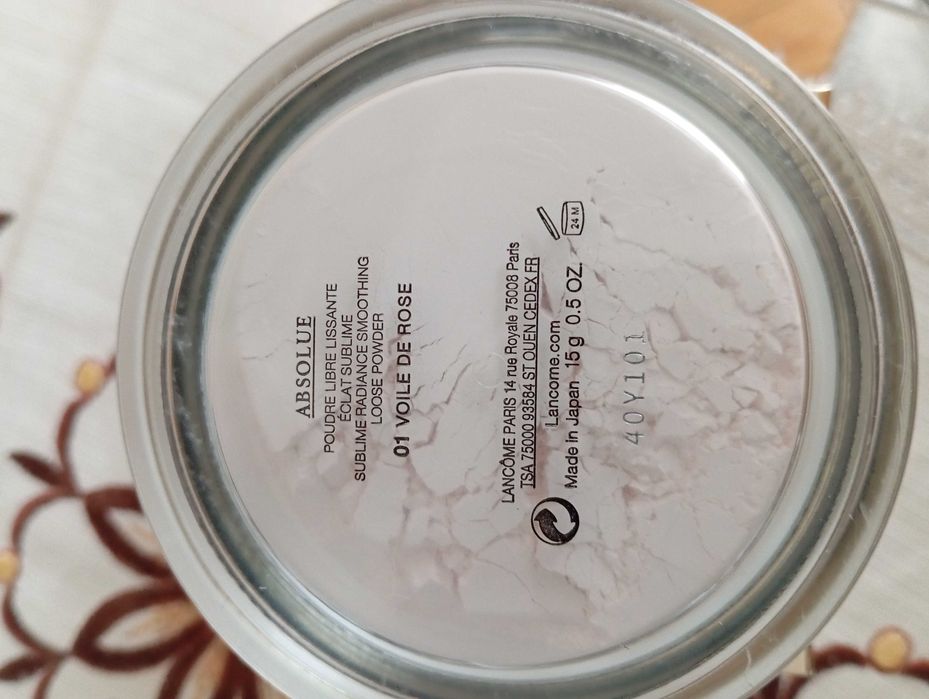 ABSOLUE
POUDRE LIBRE LISSANTE
ÉCLAT SUBLIME
SUBLIME RADIANCE SMOOTHING
LOOSE POWDER
01 VOILE DE ROSE
LANCÔME PARIS 14 rue Royale 75008 Paris
TSA 75000 93584 ST OUEN CEDEX FR
Lancome.com
Made in Japan 15 g 0.5 OZ.
24 M
40Y101